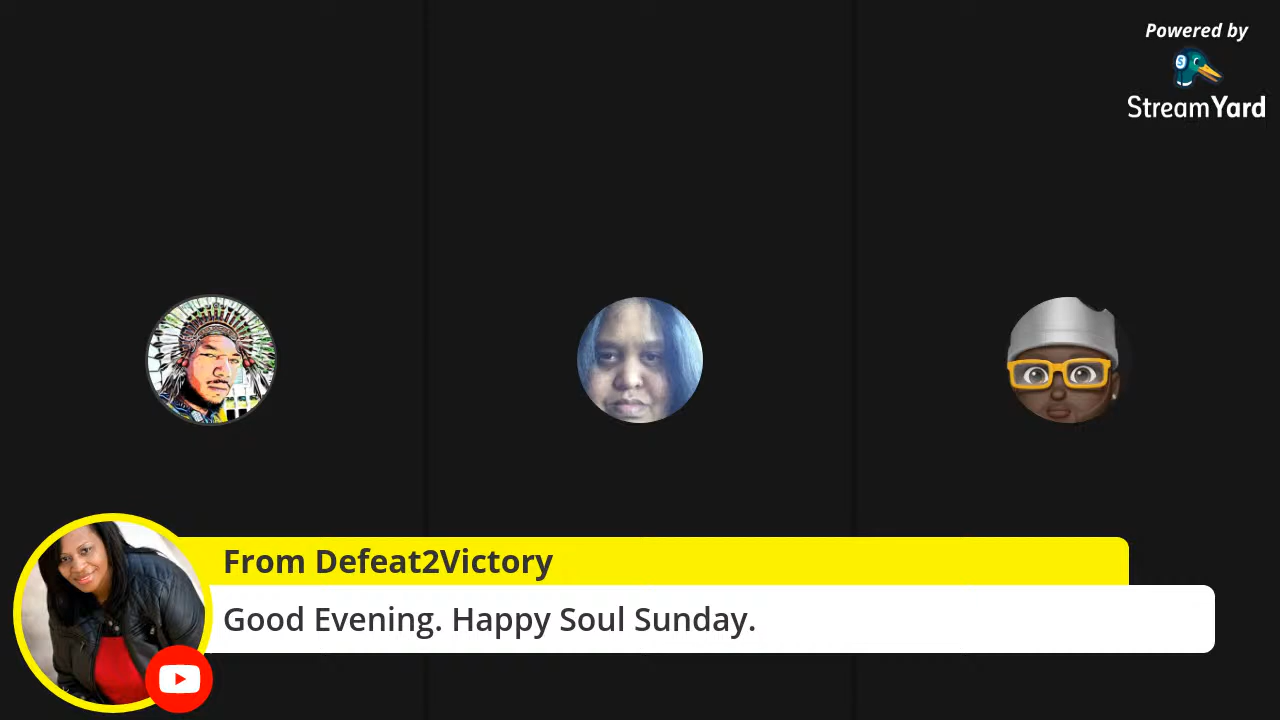 Powered by
StreamYard
From Defeat2Victory
Good Evening. Happy Soul Sunday.